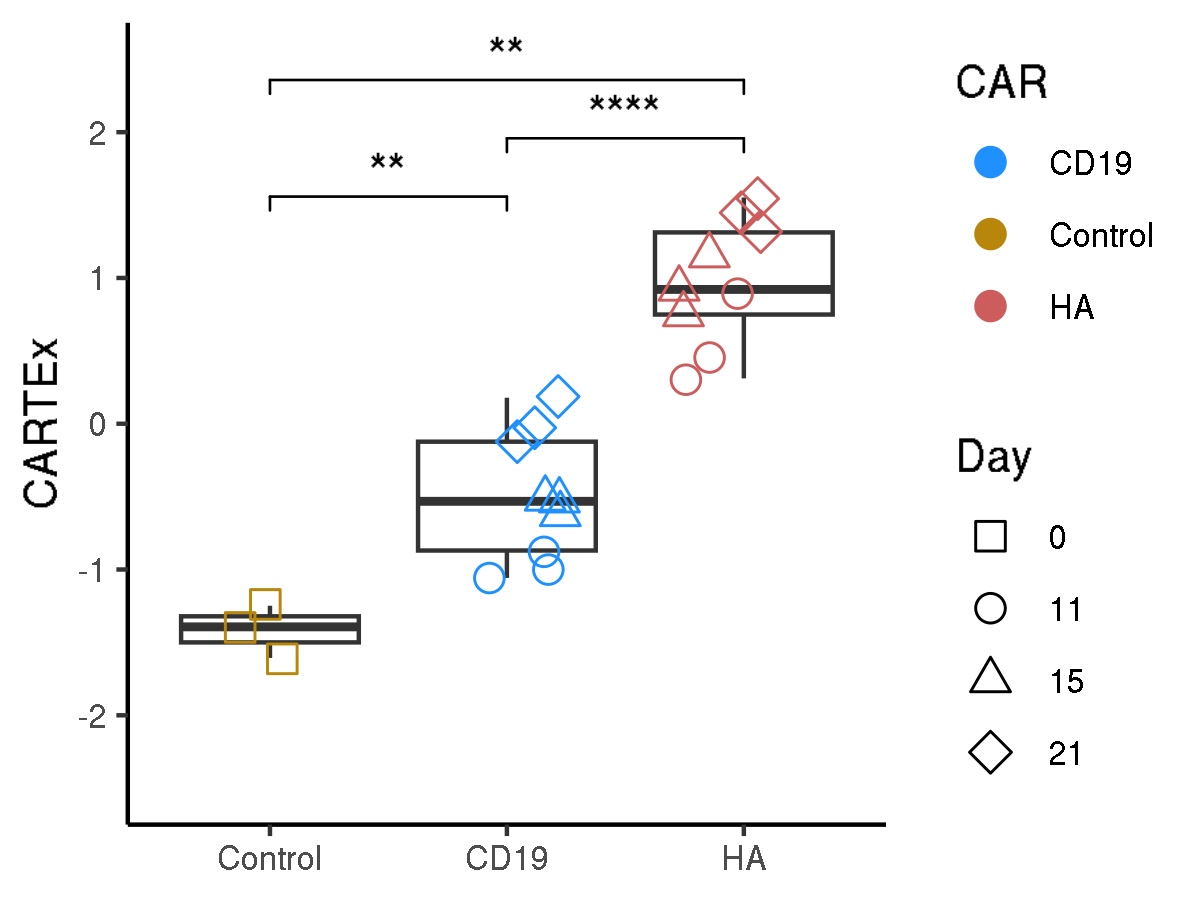 **
****
**
2
1
0
-1
-2
CARTEx
Control
CD19
HA
CAR
CD19
Control
HA
Day
0
11
15
21